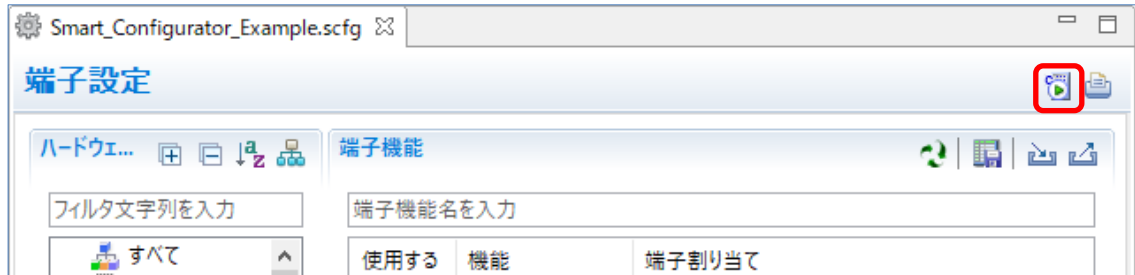 Smart_Configurator_Example.scfg
端子設定
ハードウェ...
端子機能
フィルタ文字列を入力
端子機能名を入力
すべて
使用する 機能 端子割り当て